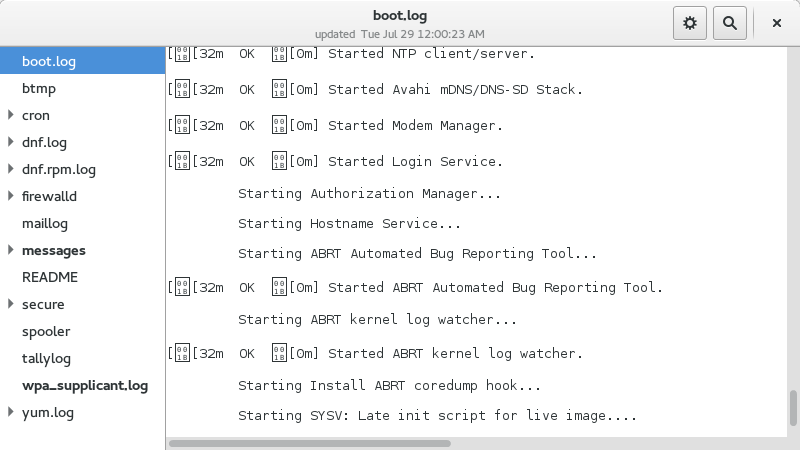 boot.log
updated Tue Jul 29 12:00:23 AM
boot.log
btmp
cron
dnf.log
dnf.rpm.log
firewalld
maillog
messages
README
secure
spooler
tallylog
wpa_supplicant.log
yum.log
[001B[32m OK 001B[0m] Started NTP client/server.
[001B[32m OK 001B[0m] Started Avahi mDNS/DNS-SD Stack.
[001B[32m OK 001B[0m] Started Modem Manager.
[001B[32m OK 001B[0m] Started Login Service.
Starting Authorization Manager...
Starting Hostname Service...
Starting ABRT Automated Bug Reporting Tool...
[001B[32m OK 001B[0m] Started ABRT Automated Bug Reporting Tool.
Starting ABRT kernel log watcher...
[001B[32m OK 001B[0m] Started ABRT kernel log watcher.
Starting Install ABRT coredump hook...
Starting SYSV: Late init script for live image....